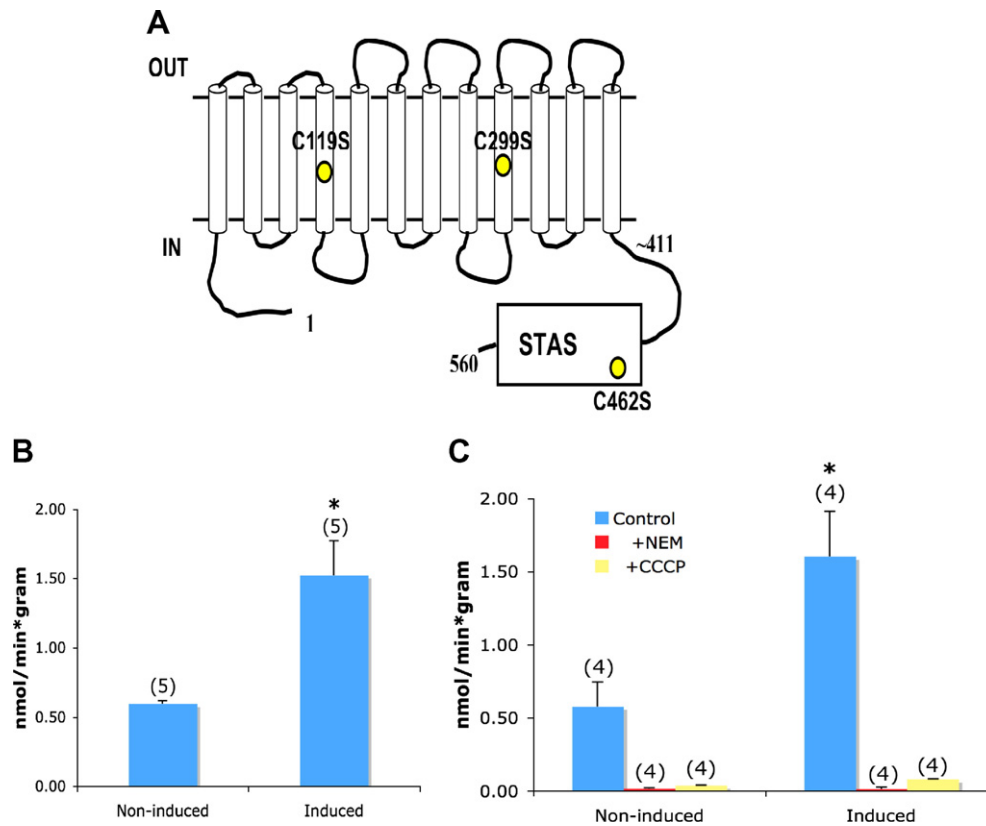 A
OUT
C119S
C299S
IN
~411
1
560
STAS
C462S
B
2.00
1.50
1.00
0.50
0.00
nmol/min*gram
(5)
*
(5)
Non-induced
Induced
C
2.00
1.50
1.00
0.50
0.00
nmol/min*gram
Control
+NEM
+CCCP
(4)
(4)
(4)
*
(4)
(4)
(4)
Non-induced
Induced